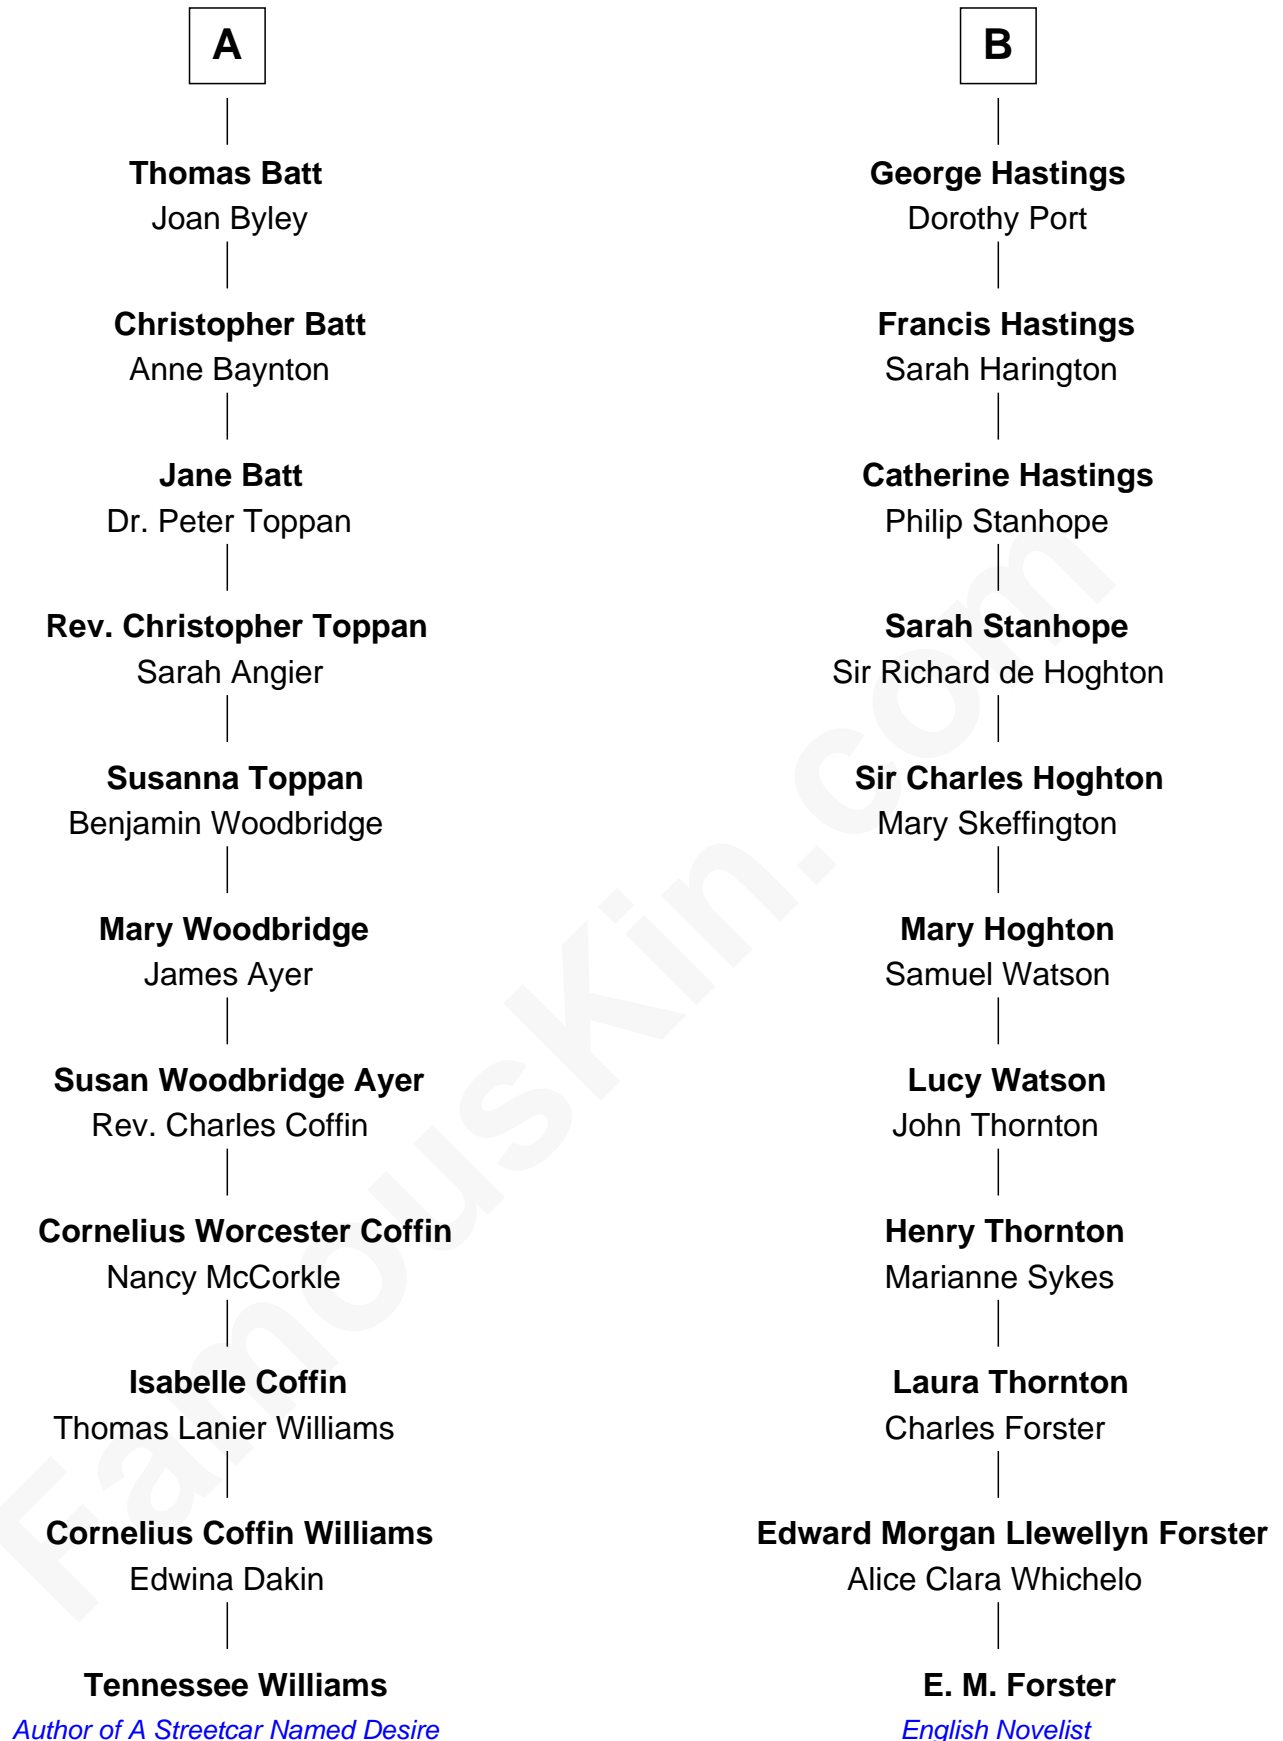 A
Thomas Batt
Joan Byley
Christopher Batt
Anne Baynton
Jane Batt
Dr. Peter Toppan
Rev. Christopher Toppan
Sarah Angier
Susanna Toppan
Benjamin Woodbridge
Mary Woodbridge
James Ayer
Susan Woodbridge Ayer
Rev. Charles Coffin
Cornelius Worcester Coffin
Nancy McCorkle
Isabelle Coffin
Thomas Lanier Williams
Cornelius Coffin Williams
Edwina Dakin
Tennessee Williams
Author of A Streetcar Named Desire
B
George Hastings
Dorothy Port
Francis Hastings
Sarah Harington
Catherine Hastings
Philip Stanhope
Sarah Stanhope
Sir Richard de Hoghton
Sir Charles Hoghton
Mary Skeffington
Mary Hoghton
Samuel Watson
Lucy Watson
John Thornton
Henry Thornton
Marianne Sykes
Laura Thornton
Charles Forster
Edward Morgan Llewellyn Forster
Alice Clara Whichelo
E. M. Forster
English Novelist
FamousKin.com